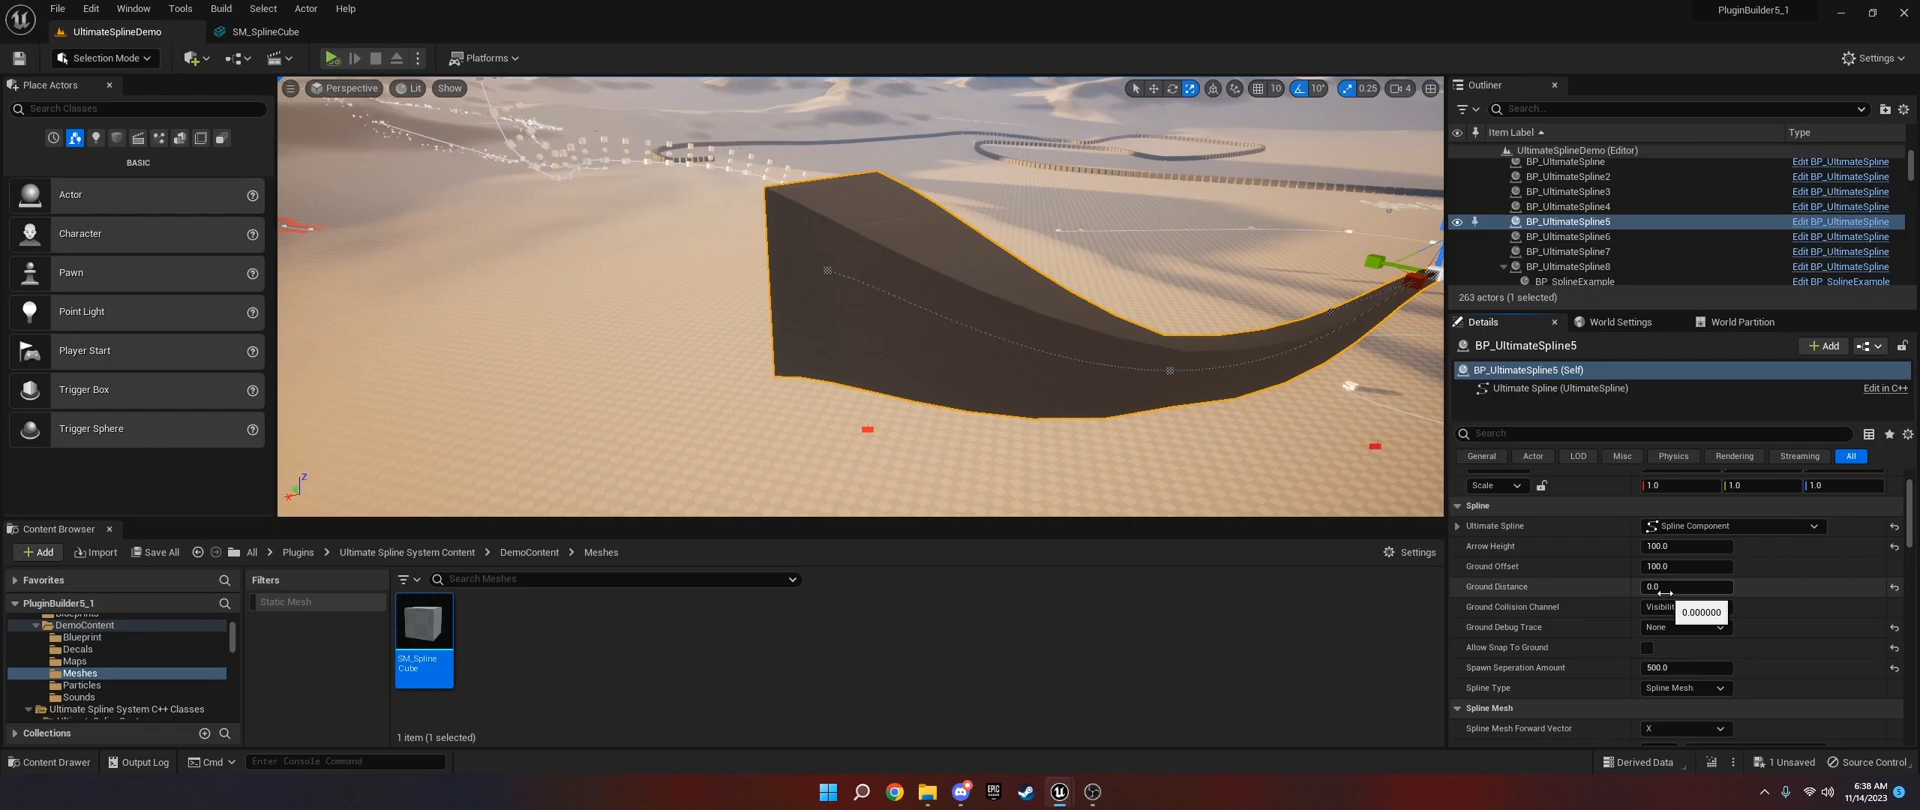 File Edit Window Tools Build Select Actor Help
PluginBuilder5_1
UltimateSplineDemo
SM_SplineCube
Selection Mode
Platforms
Settings
Place Actors
Search Classes
BASIC
Actor
Character
Pawn
Point Light
Player Start
Trigger Box
Trigger Sphere
Perspective
Lit
Show
10
10°
0.25
4
Z
X
Outliner
Search...
Item Label
Type
UltimateSplineDemo (Editor)
BP_UltimateSpline Edit BP_UltimateSpline
BP_UltimateSpline2 Edit BP_UltimateSpline
BP_UltimateSpline3 Edit BP_UltimateSpline
BP_UltimateSpline4 Edit BP_UltimateSpline
BP_UltimateSpline5 Edit BP_UltimateSpline
BP_UltimateSpline6 Edit BP_UltimateSpline
BP_UltimateSpline7 Edit BP_UltimateSpline
BP_UltimateSpline8 Edit BP_UltimateSpline
BP_SplineExample Edit BP_SplineExample
263 actors (1 selected)
Details
World Settings
World Partition
BP_UltimateSpline5
Add
BP_UltimateSpline5 (Self)
Ultimate Spline (UltimateSpline) Edit in C++
Search
General Actor LOD Misc Physics Rendering Streaming All
Scale 1.0 1.0 1.0
Spline
Ultimate Spline Spline Component
Arrow Height 100.0
Ground Offset 100.0
Ground Distance 0.0
Ground Collision Channel
0.000000
Ground Debug Trace None
Allow Snap To Ground
Spawn Seperation Amount 500.0
Spline Type Spline Mesh
Spline Mesh
Spline Mesh Forward Vector X
Content Browser
Add Import Save All All Plugins Ultimate Spline System Content DemoContent Meshes Settings
Favorites
PluginBuilder5_1
DemoContent
Blueprint
Decals
Maps
Meshes
Particles
Sounds
Ultimate Spline System C++ Classes
Collections
Filters
Static Mesh
Search Meshes
SM_Spline
Cube
1 item (1 selected)
Content Drawer
Output Log
Cmd
Enter Console Command
Derived Data
1 Unsaved
Source Control
EPIC
6:38 AM
11/14/2023
5